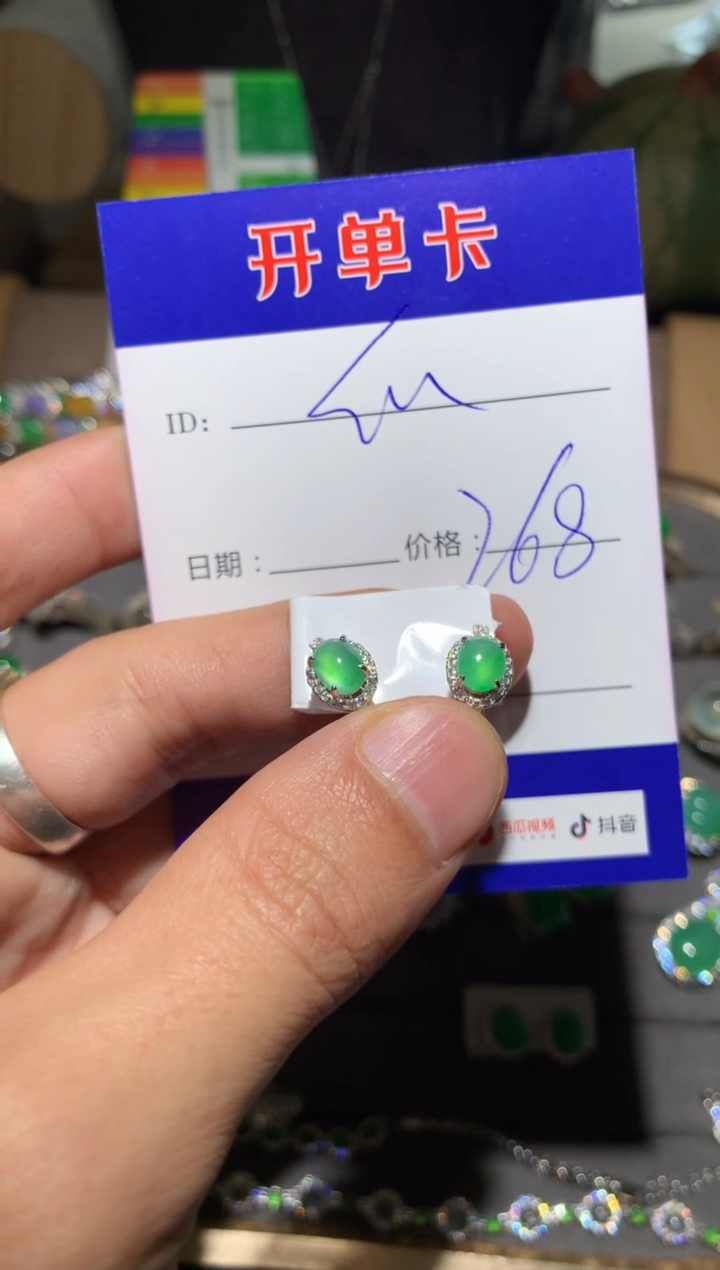 开单卡
ID：
日期： 价格：768
西瓜视频 抖音